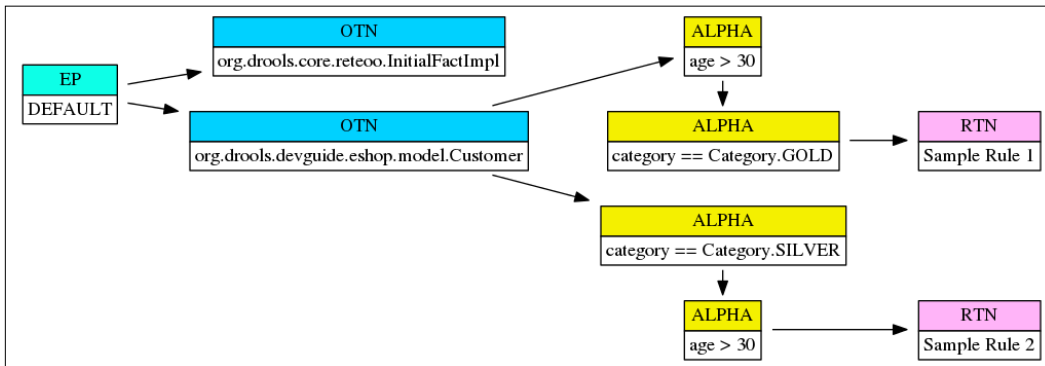 OTN
org.drools.core.reteoo.InitialFactImpl
ALPHA
age > 30
EP
DEFAULT
OTN
org.drools.devguide.eshop.model.Customer
ALPHA
category == Category.GOLD
RTN
Sample Rule 1
ALPHA
category == Category.SILVER
ALPHA
age > 30
RTN
Sample Rule 2